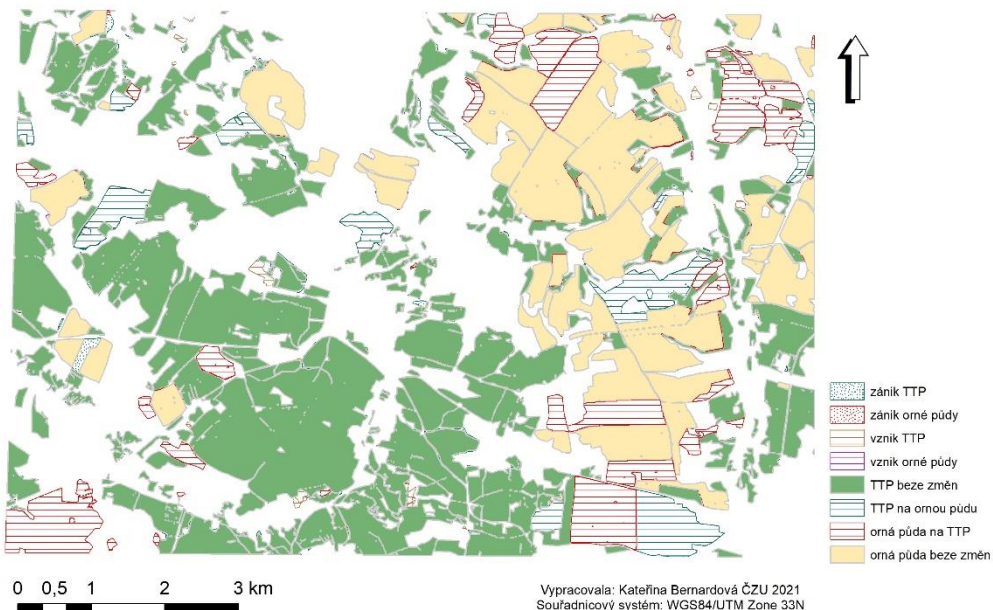 zánik TTP
zánik orné půdy
vznik TTP
vznik orné půdy
TTP beze změn
TTP na ornou půdu
orná půda na TTP
orná půda beze změn
0 0,5 1 2 3 km
Vypracovala: Kateřina Bernardová ČZU 2021
Souřadnicový systém: WGS84/UTM Zone 33N